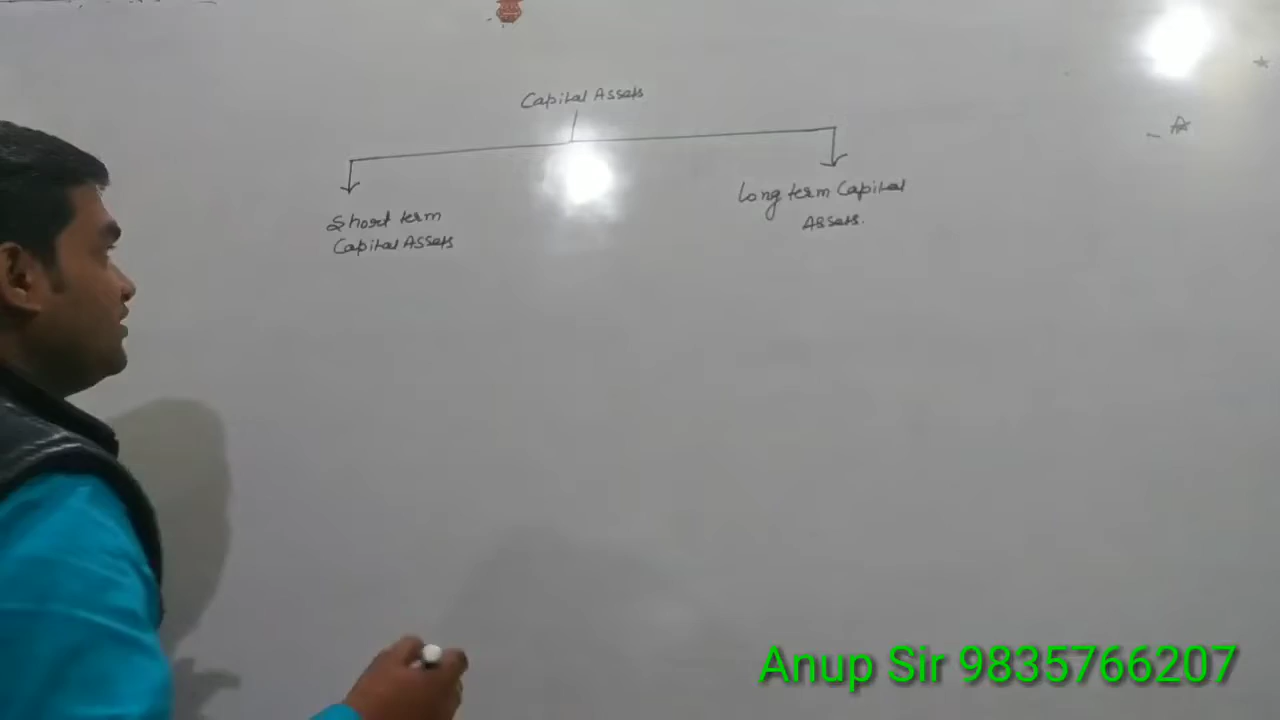 Capital Assets
Short term
Capital Assets
Long term Capital
Assets.
Anup Sir 9835766207